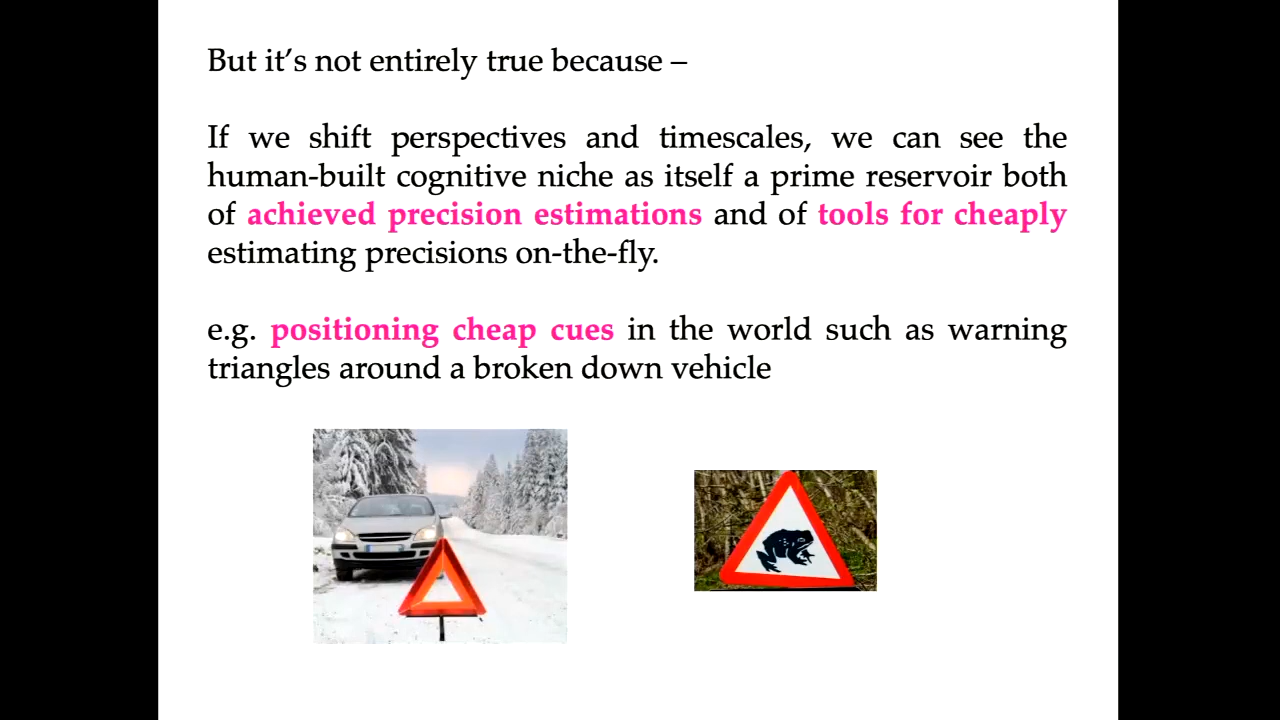 But it’s not entirely true because –
If we shift perspectives and timescales, we can see the
human-built cognitive niche as itself a prime reservoir both
of achieved precision estimations and of tools for cheaply
estimating precisions on-the-fly.
e.g. positioning cheap cues in the world such as warning
triangles around a broken down vehicle